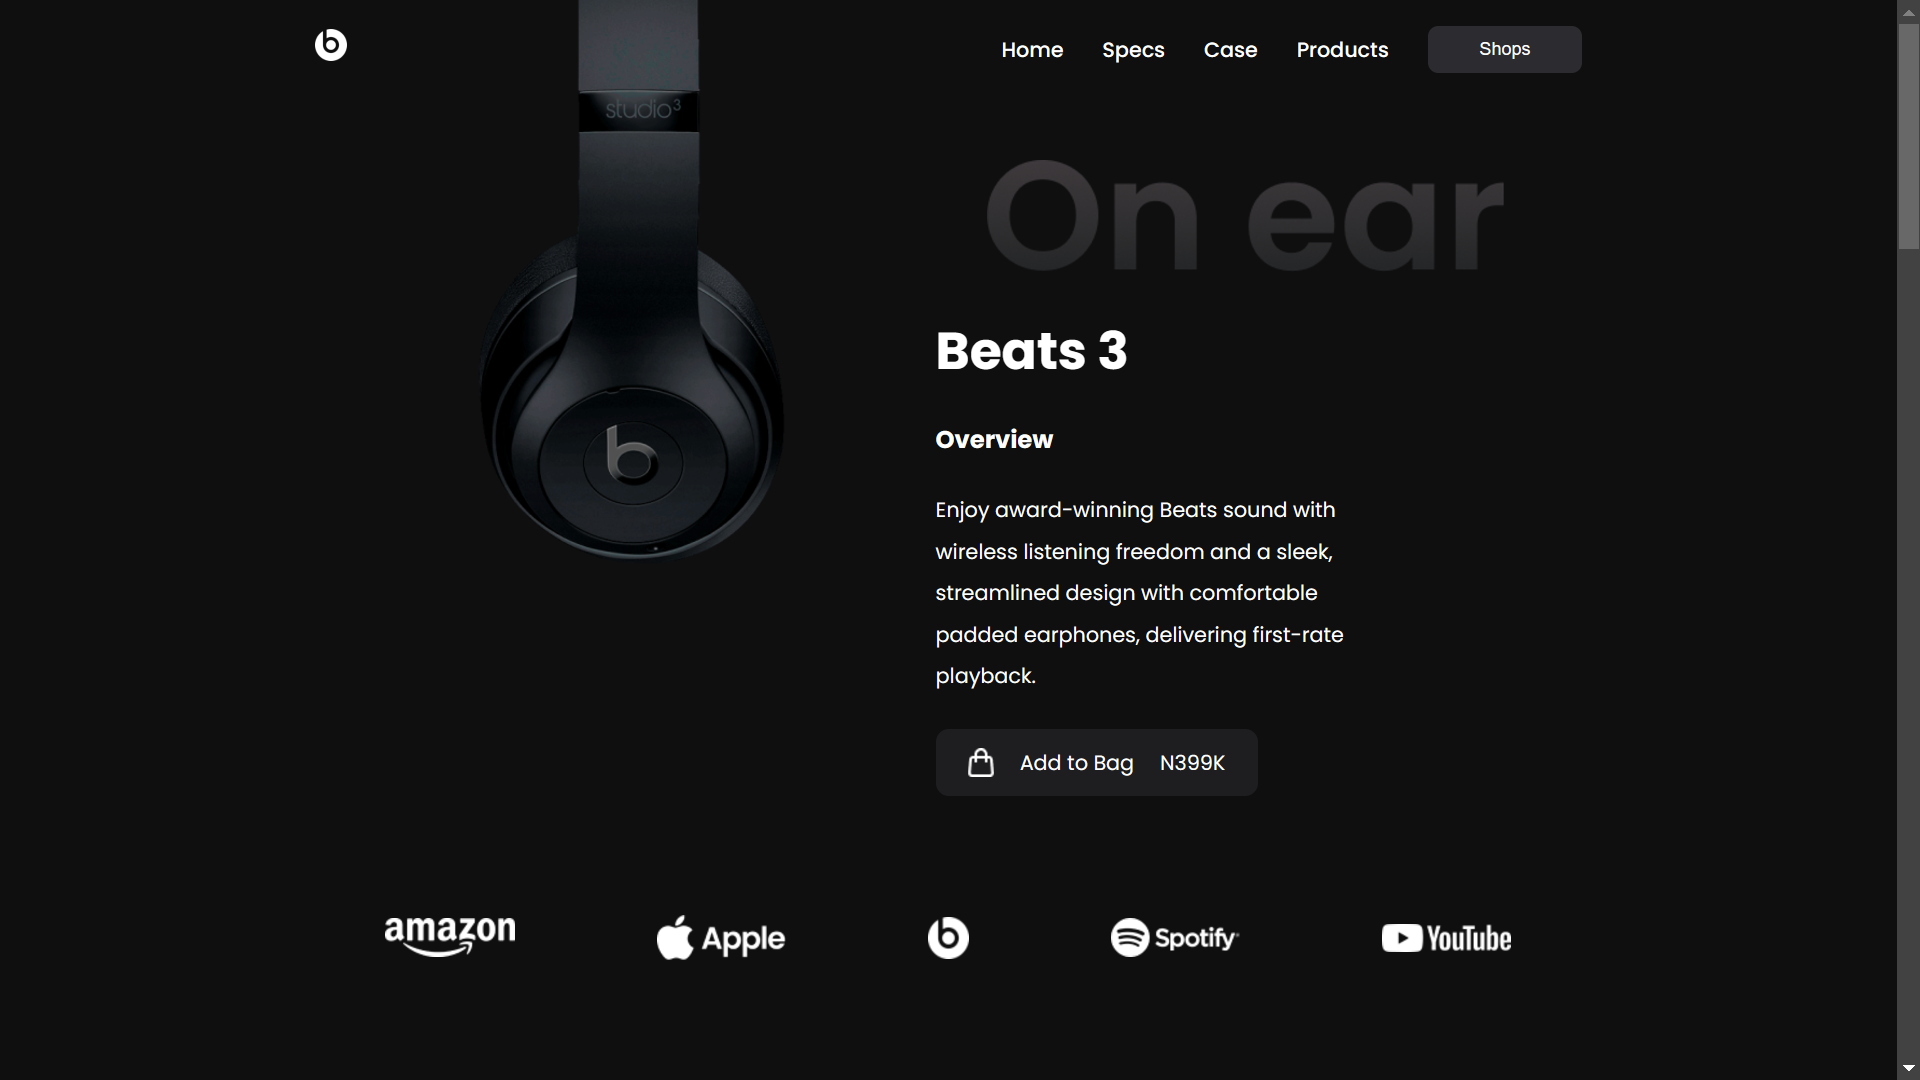 Home Specs Case Products Shops
studio3
On ear
Beats 3
Overview
Enjoy award-winning Beats sound with
wireless listening freedom and a sleek,
streamlined design with comfortable
padded earphones, delivering first-rate
playback.
Add to Bag N399K
amazon Apple Spotify YouTube